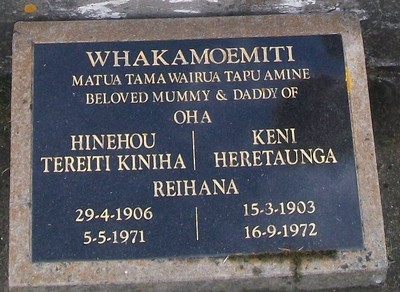 WHAKAMOEMITI
MATUA TAMA WAIRUA TAPU AMINE
BELOVED MUMMY & DADDY OF
OHA
HINEHOU
TEREITI KINIHA
KENI
HERETAUNGA
REIHANA
29-4-1906
5-5-1971
15-3-1903
16-9-1972